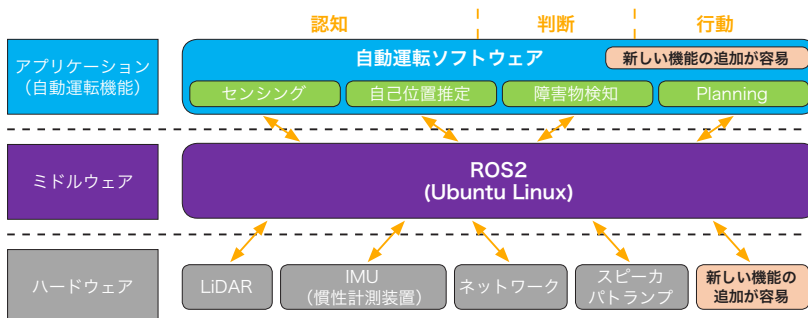 認知
判断
行動
アプリケーション
（自動運転機能）
自動運転ソフトウェア
新しい機能の追加が容易
センシング
自己位置推定
障害物検知
Planning
ミドルウェア
ROS2
(Ubuntu Linux)
ハードウェア
LiDAR
IMU
（慣性計測装置）
ネットワーク
スピーカ
パトランプ
新しい機能の
追加が容易